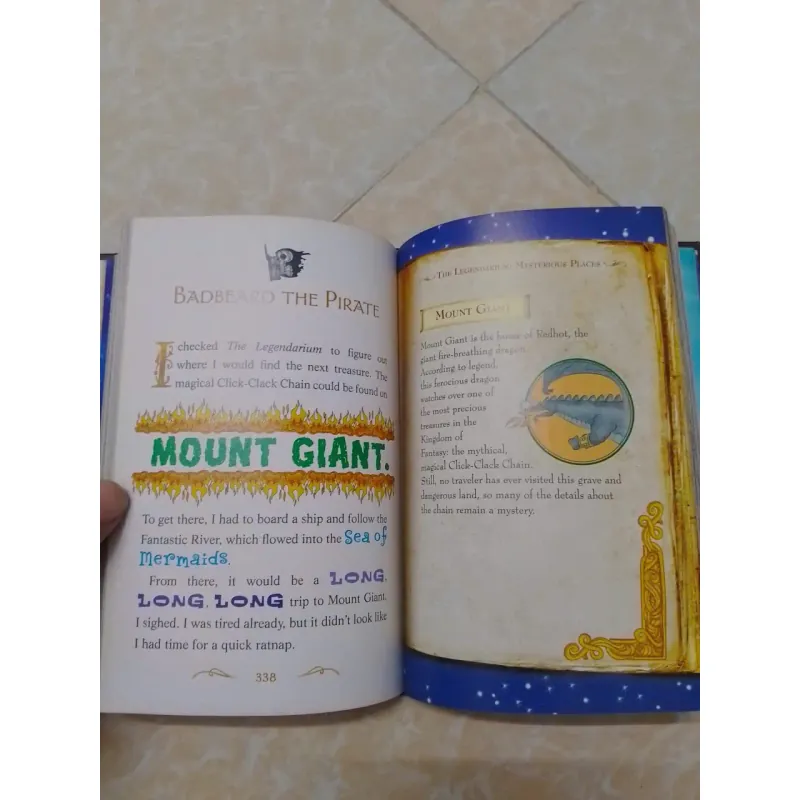 BADBEARD THE PIRATE
I checked The Legendarium to figure out
where I would find the next treasure. The
magical Click-Clack Chain could be found on
MOUNT GIANT.
To get there, I had to board a ship and follow the
Fantastic River, which flowed into the Sea of
Mermaids.
From there, it would be a LONG,
LONG, LONG trip to Mount Giant.
I sighed. I was tired already, but it didn't look like
I had time for a quick ratnap.
338
THE LEGENDARIUM: MYSTERIOUS PLACES
MOUNT GIANT
Mount Giant is the home of Redhot, the
giant fire-breathing dragon.
According to legend,
this ferocious dragon
watches over one of
the most precious
treasures in the
Kingdom of
Fantasy: the mythical,
magical Click-Clack Chain.
Still, no traveler has ever visited this grave and
dangerous land, so many of the details about
the chain remain a mystery.